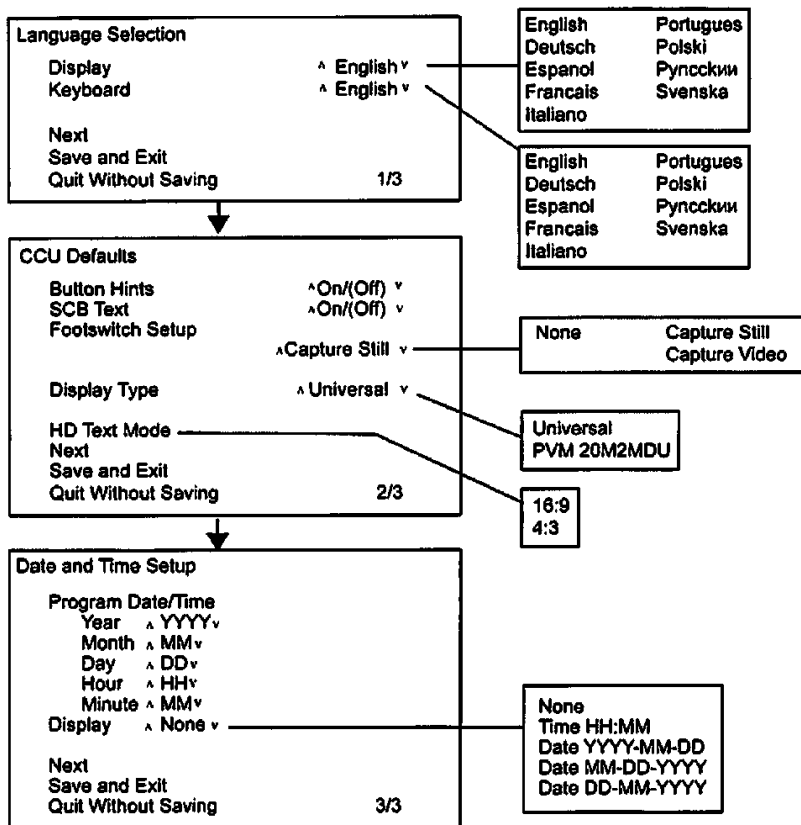 Language Selection
Display ʌ English v
Keyboard ʌ English v
Next
Save and Exit
Quit Without Saving 1/3
English Portugues
Deutsch Polski
Espanol Рупсский
Francais Svenska
Italiano
English Portugues
Deutsch Polski
Espanol Рупсский
Francais Svenska
Italiano
CCU Defaults
Button Hints ʌOn/(Off) v
SCB Text ʌOn/(Off) v
Footswitch Setup
ʌCapture Still v
Display Type ʌ Universal v
HD Text Mode
Next
Save and Exit
Quit Without Saving 2/3
None Capture Still
Capture Video
Universal
PVM 20M2MDU
16:9
4:3
Date and Time Setup
Program Date/Time
Year ʌ YYYY v
Month ʌ MM v
Day ʌ DD v
Hour ʌ HH v
Minute ʌ MM v
Display ʌ None v
Next
Save and Exit
Quit Without Saving 3/3
None
Time HH:MM
Date YYYY-MM-DD
Date MM-DD-YYYY
Date DD-MM-YYYY